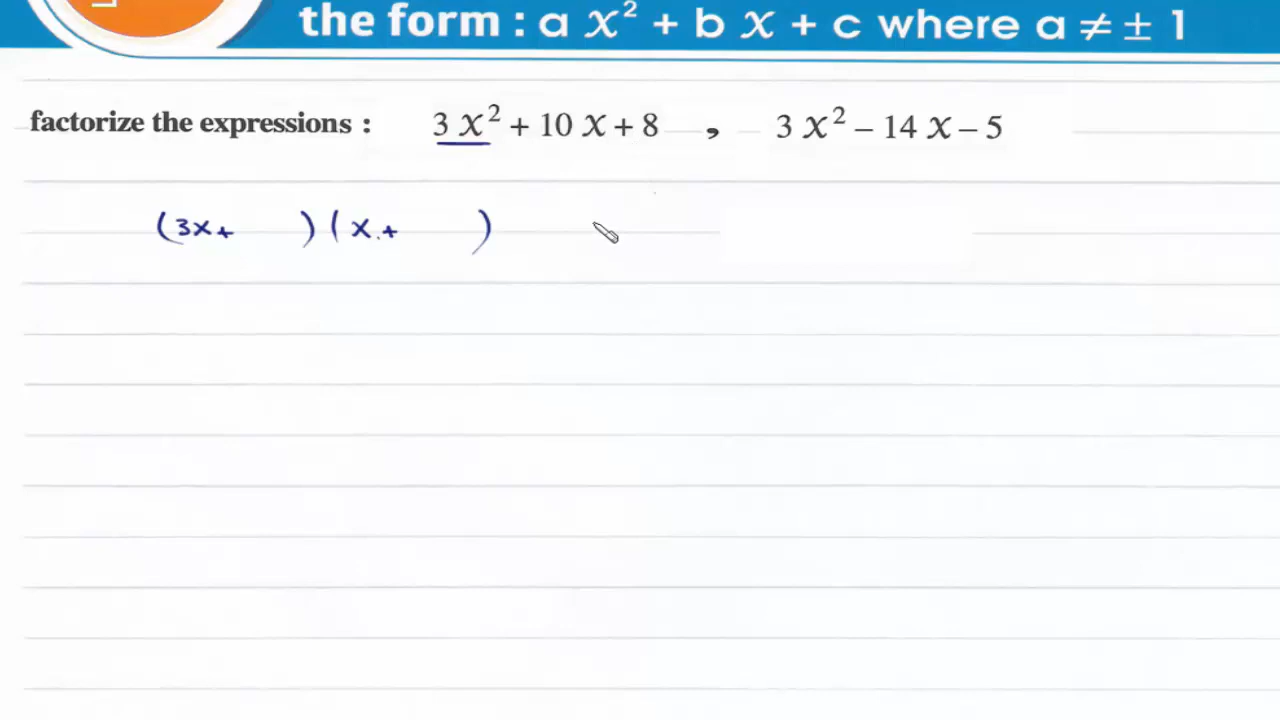 the form : a x² + b x + c where a ≠ ± 1
factorize the expressions : 3 x² + 10 x + 8 , 3 x² – 14 x – 5
(3x+ ) (x.+ )